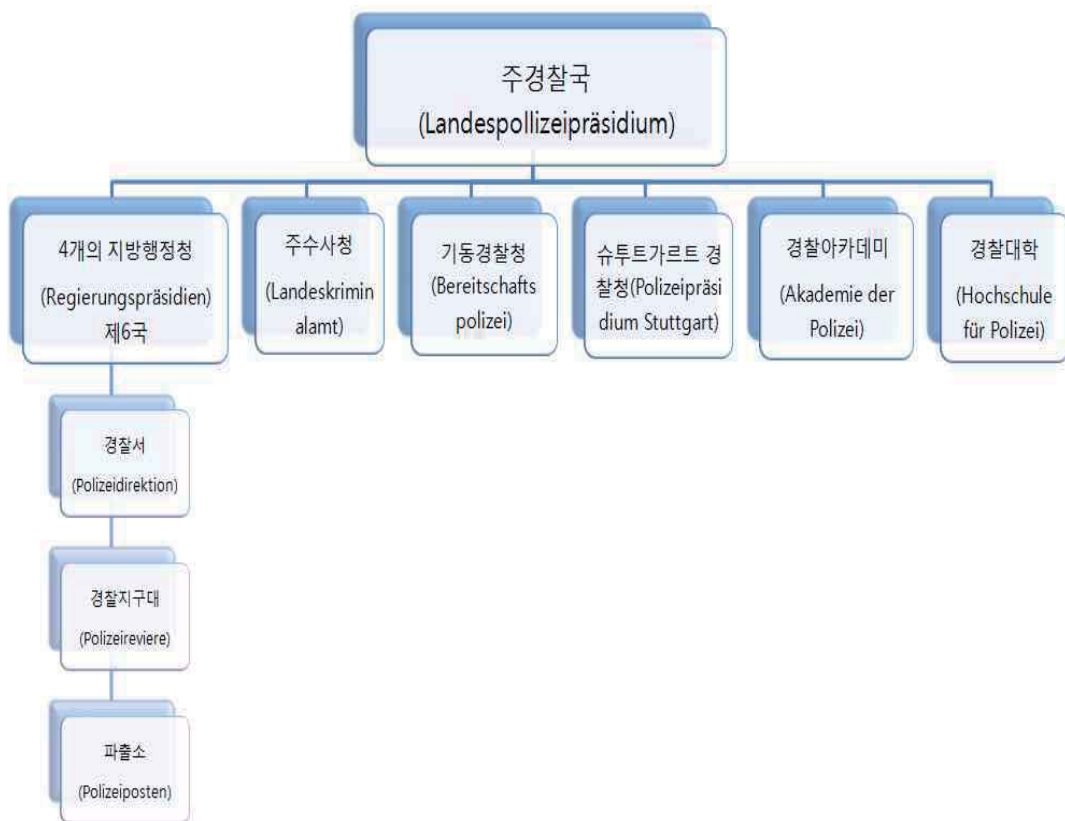 주경찰국
(Landespollizeipräsidium)
4개의 지방행정청
(Regierungspräsidien)
제6국
주수사청
(Landeskrimin
alamt)
기동경찰청
(Bereitschafts
polizei)
슈투트가르트 경
찰청(Polizeipräsi
dium Stuttgart)
경찰아카데미
(Akademie der
Polizei)
경찰대학
(Hochschule
für Polizei)
경찰서
(Polizeidirektion)
경찰지구대
(Polizeireviere)
파출소
(Polizeiposten)